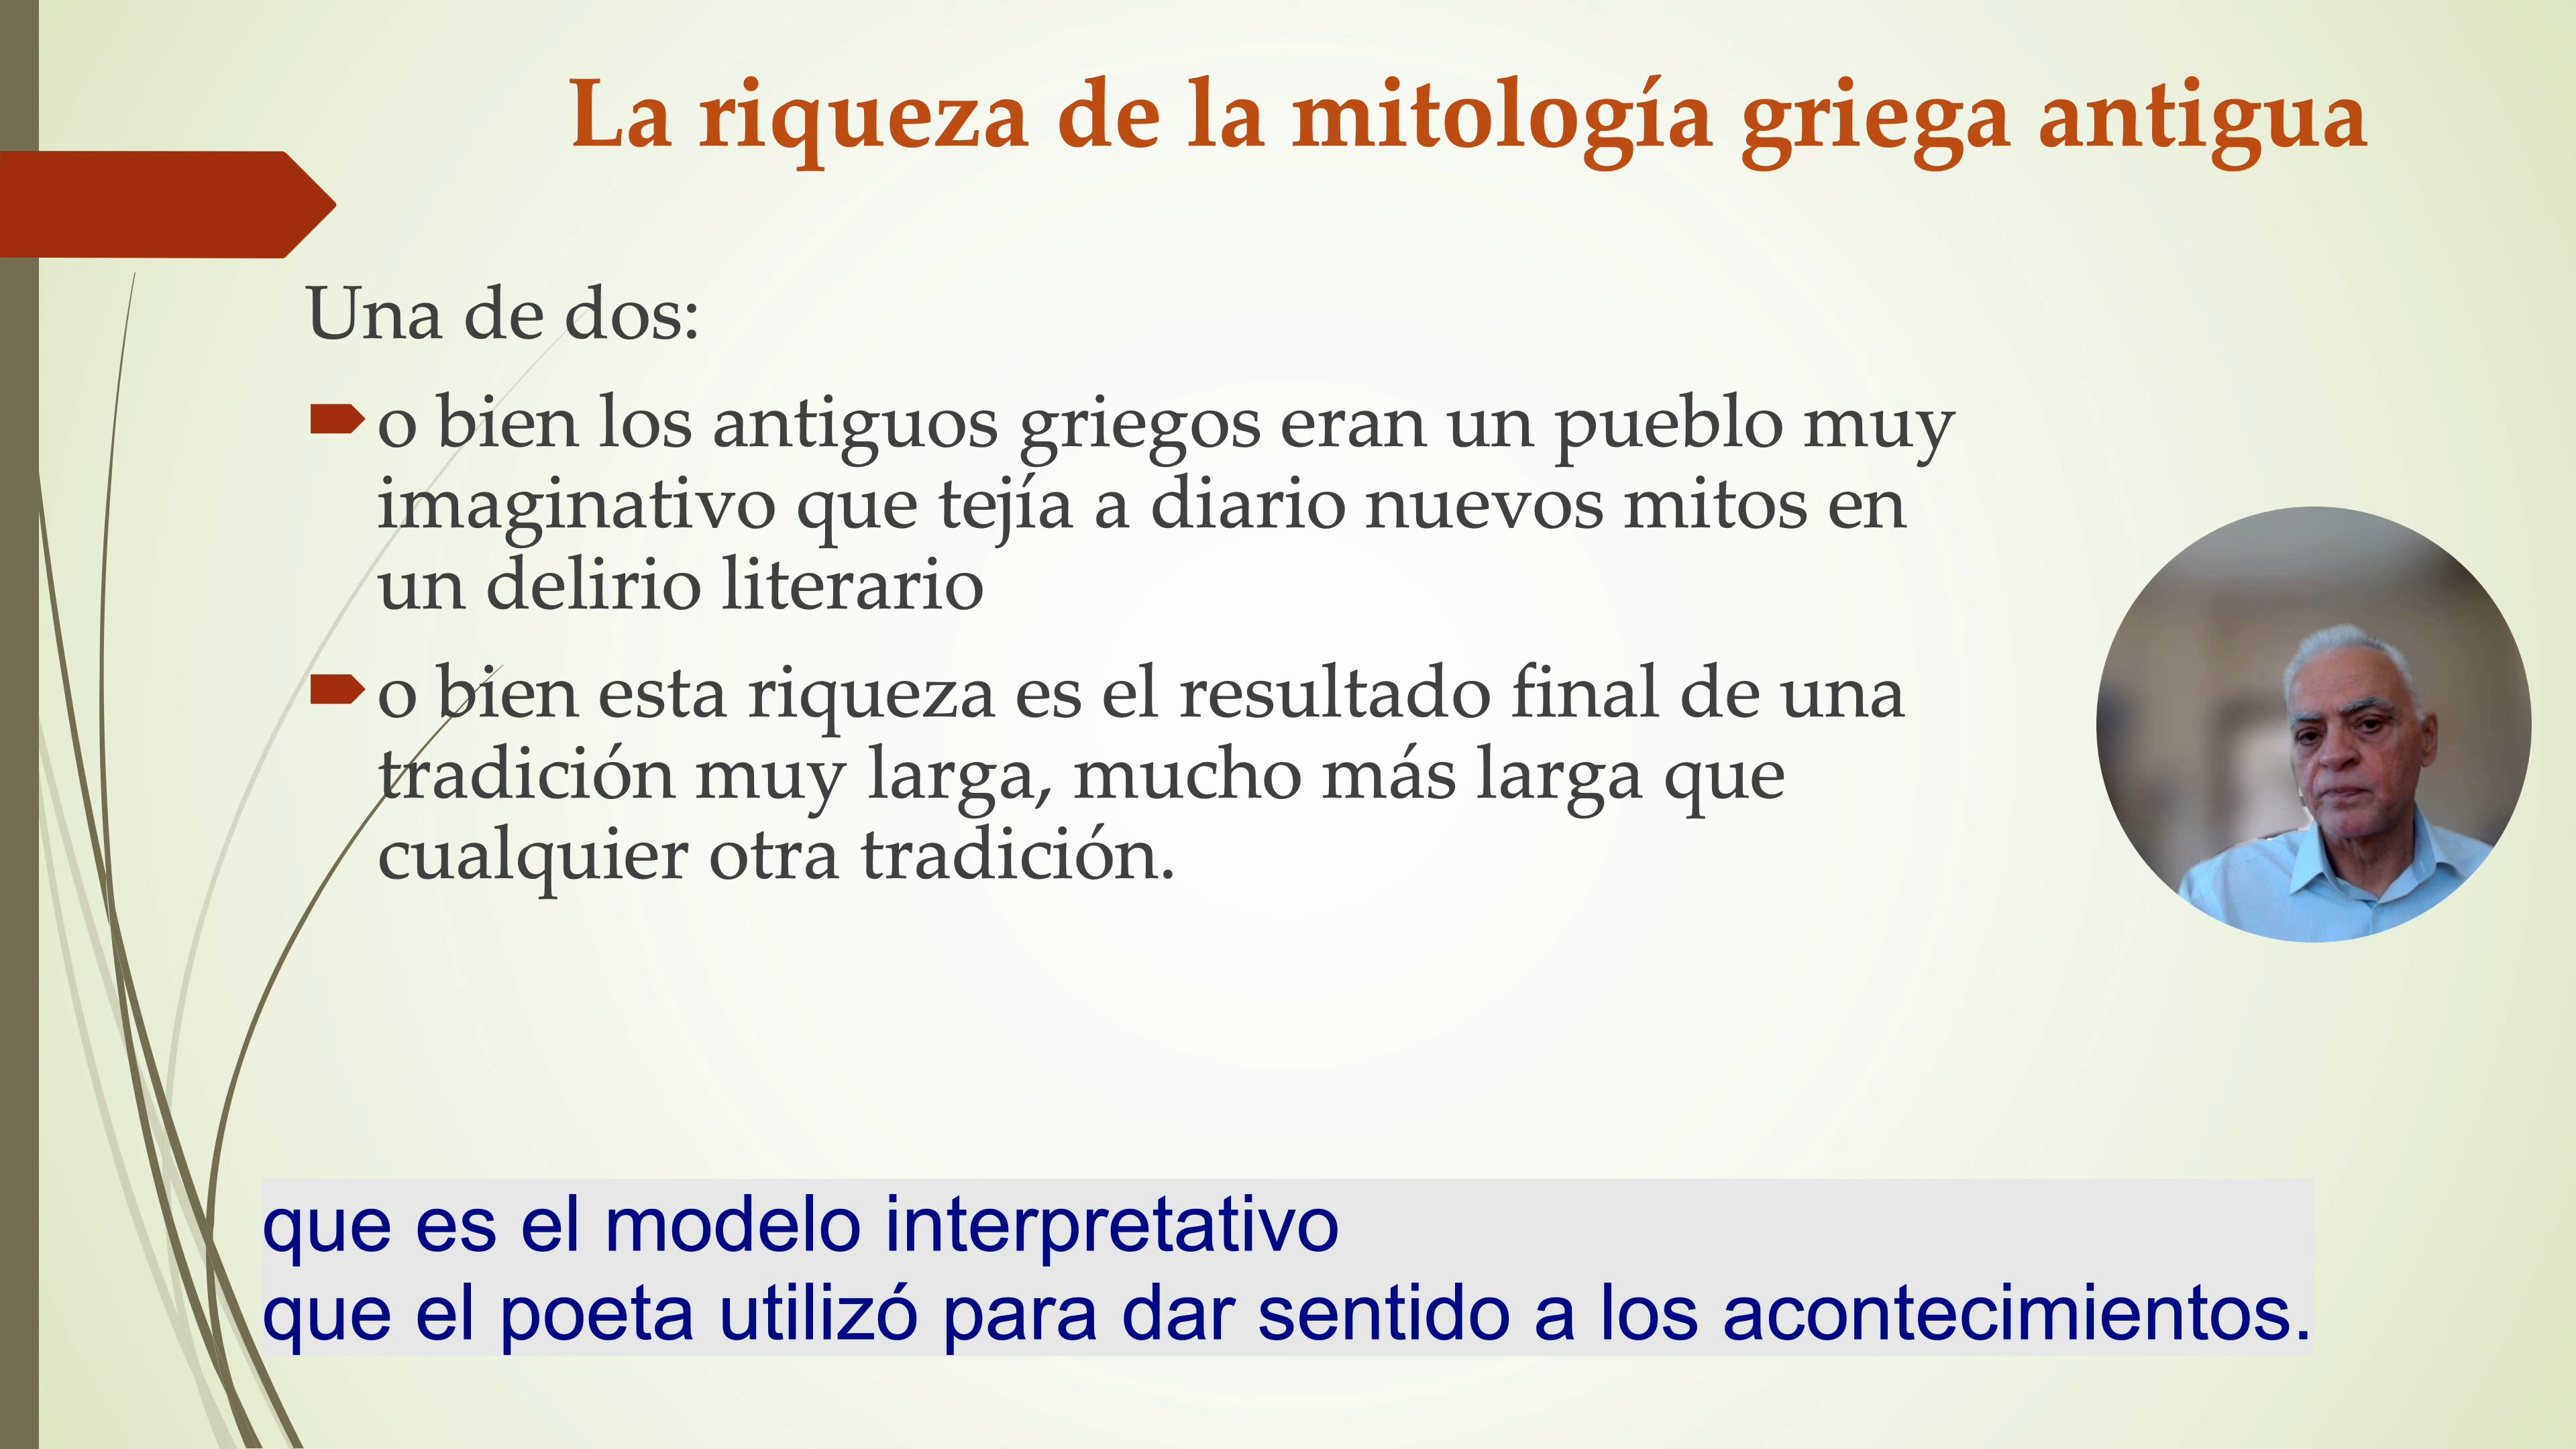 La riqueza de la mitología griega antigua
Una de dos:
o bien los antiguos griegos eran un pueblo muy
imaginativo que tejía a diario nuevos mitos en
un delirio literario
o bien esta riqueza es el resultado final de una
tradición muy larga, mucho más larga que
cualquier otra tradición.
que es el modelo interpretativo
que el poeta utilizó para dar sentido a los acontecimientos.